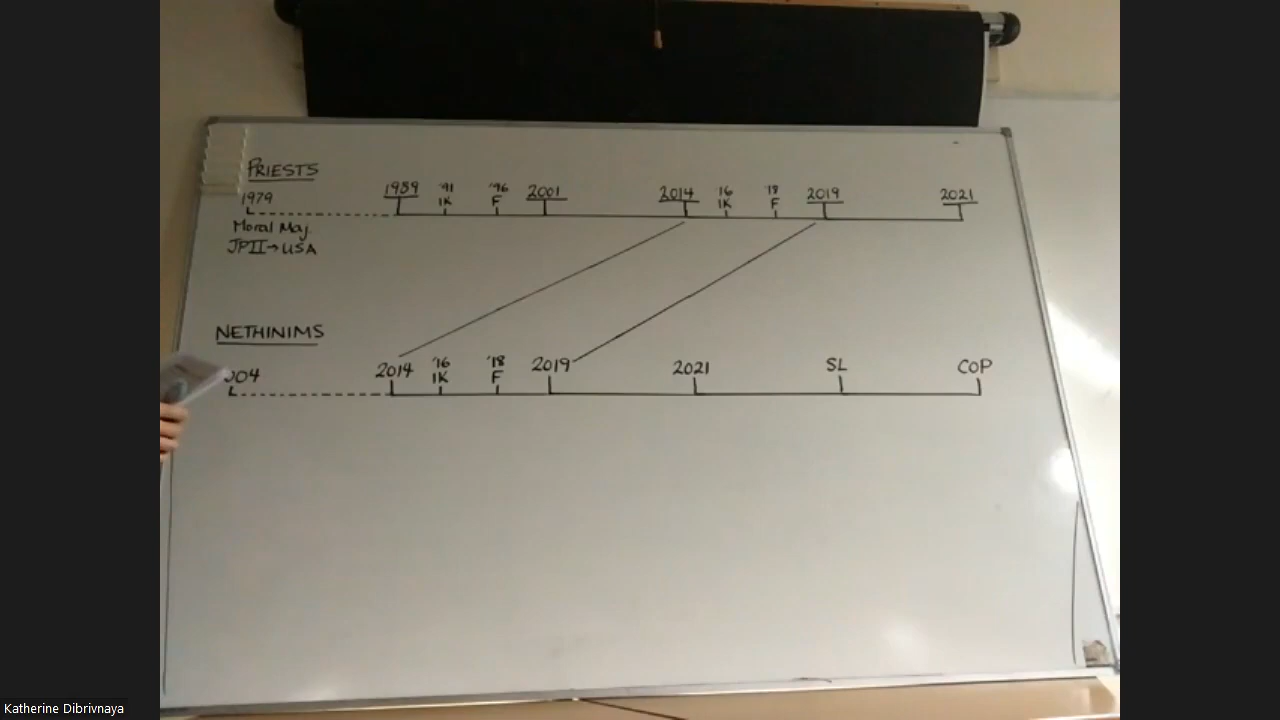 PRIESTS
1979
1989 '91 '96 2001 2014 16 '18 2019 2021
IK F IK F
Moral Maj.
JPII→USA
NETHINIMS
2014 '16 '18 2019 2021 SL COP
IK F
Katherine Dibrivnaya